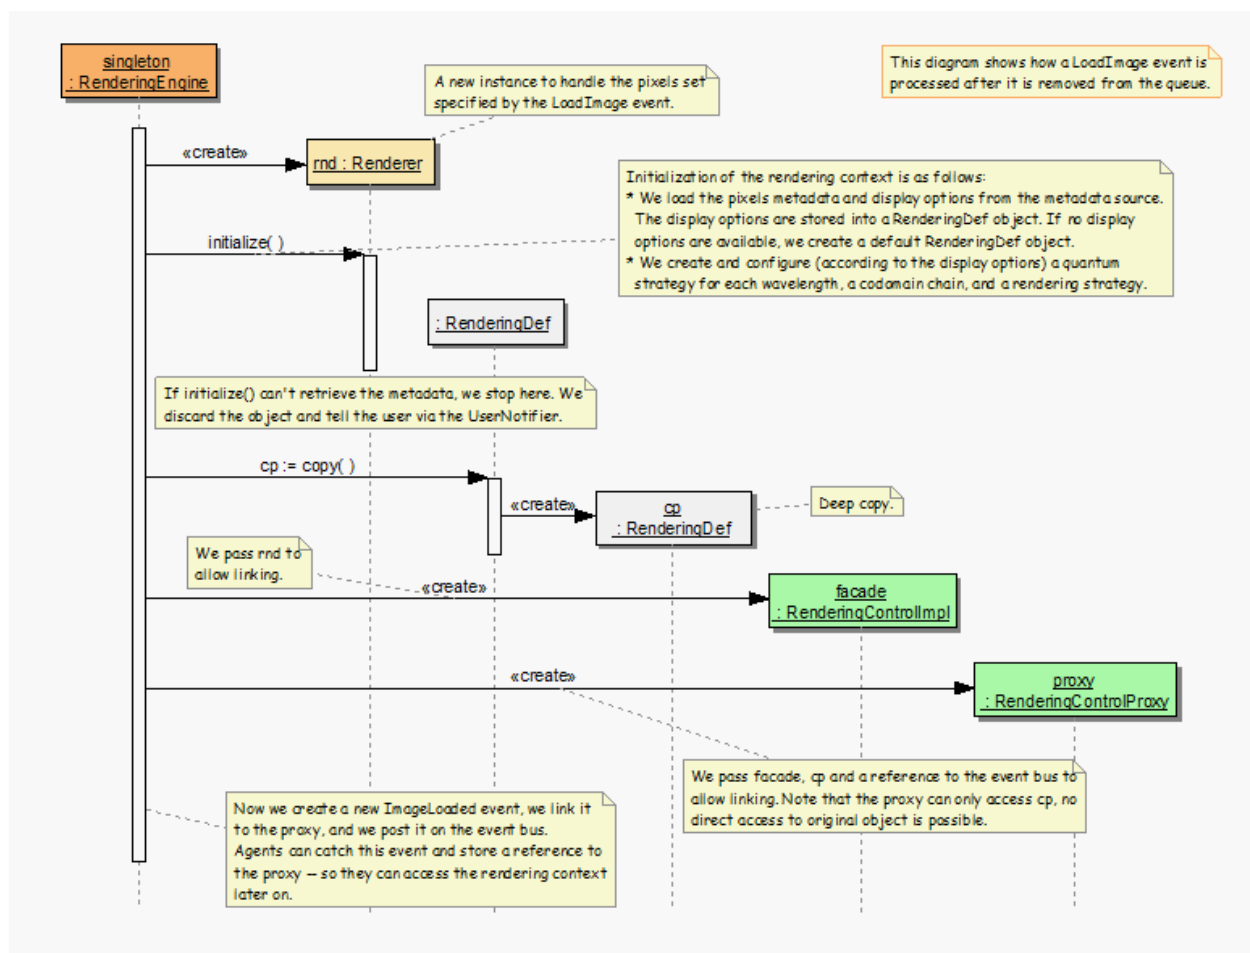 singleton
: RenderingEngine
This diagram shows how a LoadImage event is
processed after it is removed from the queue.
A new instance to handle the pixels set
specified by the LoadImage event.
«create»
rnd : Renderer
Initialization of the rendering context is as follows:
* We load the pixels metadata and display options from the metadata source.
The display options are stored into a RenderingDef object. If no display
options are available, we create a default RenderingDef object.
* We create and configure (according to the display options) a quantum
strategy for each wavelength, a codomain chain, and a rendering strategy.
initialize( )
: RenderingDef
If initialize() can't retrieve the metadata, we stop here. We
discard the object and tell the user via the UserNotifier.
cp := copy( )
«create»
cp
: RenderingDef
Deep copy.
We pass rnd to
allow linking.
«create»
facade
: RenderingControlImpl
«create»
proxy
: RenderingControlProxy
We pass facade, cp and a reference to the event bus to
allow linking. Note that the proxy can only access cp, no
direct access to original object is possible.
Now we create a new ImageLoaded event, we link it
to the proxy, and we post it on the event bus.
Agents can catch this event and store a reference to
the proxy – so they can access the rendering context
later on.